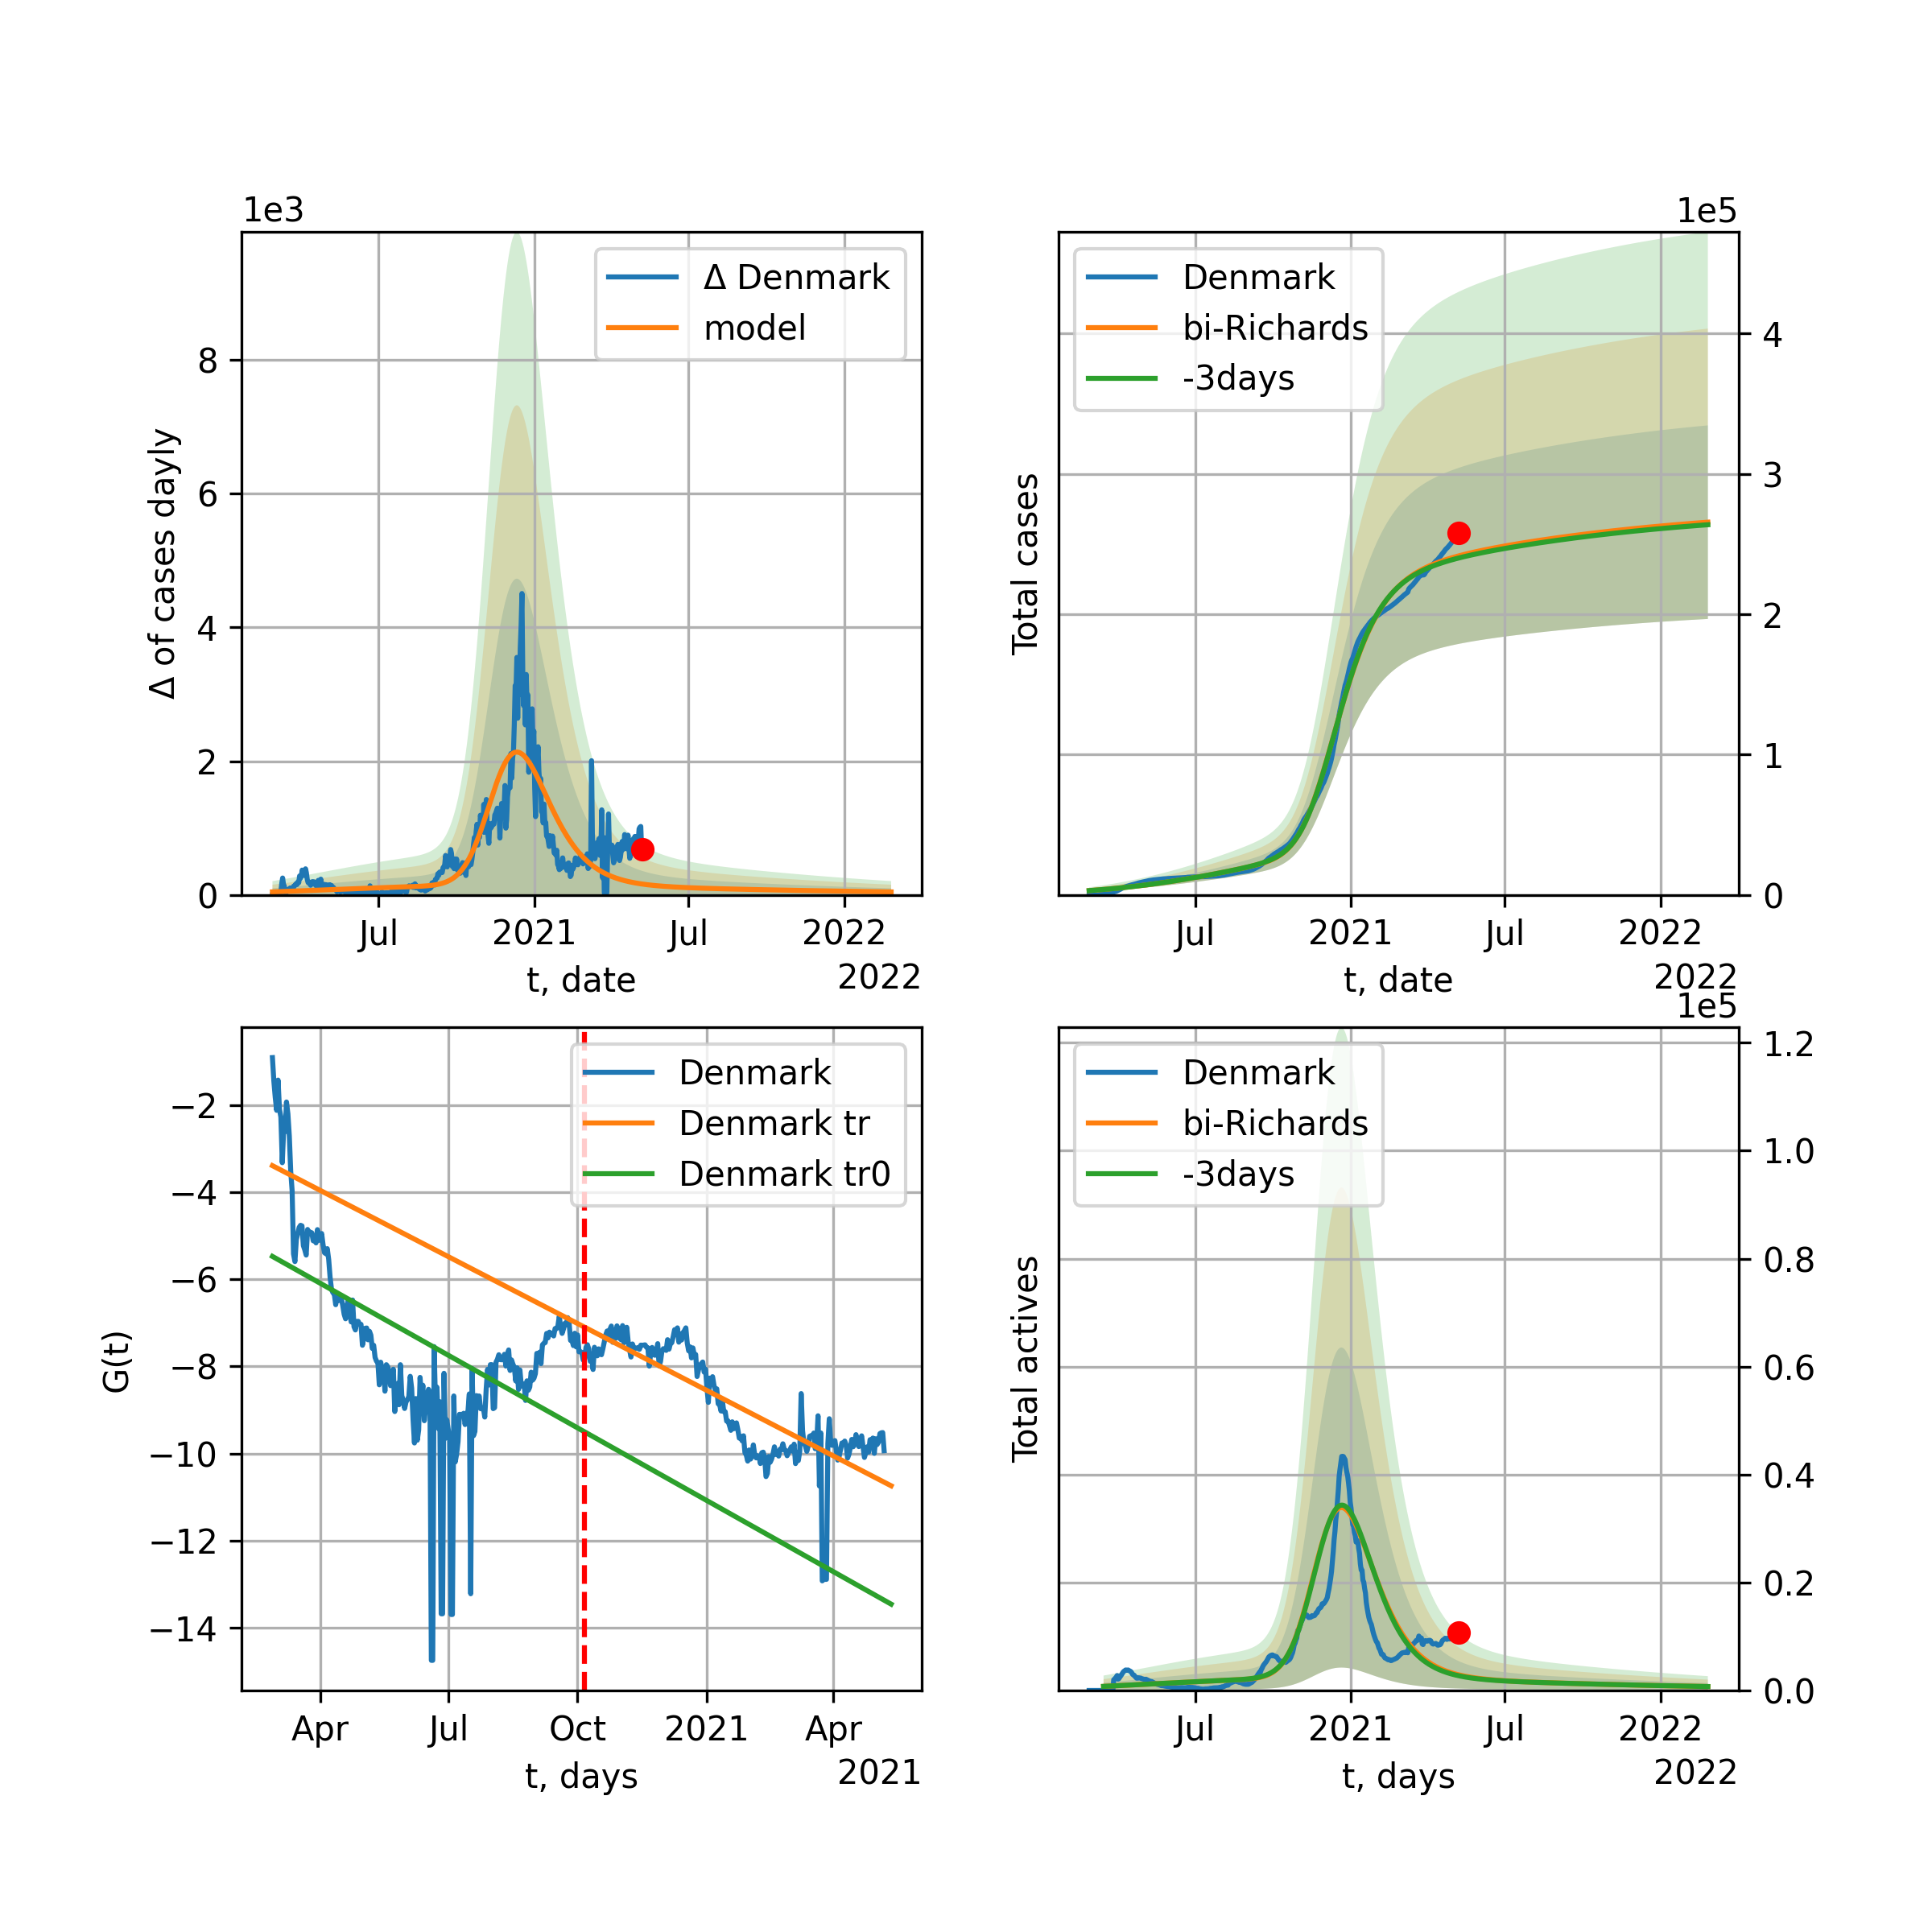 1e3
Δ Denmark
model
8
6
4
2
0
Δ of cases dayly
Jul
2021
Jul
2022
t, date
2022
1e5
Denmark
bi-Richards
-3days
4
3
2
1
0
Total cases
Jul
2021
Jul
2022
t, date
2022
Denmark
Denmark tr
Denmark tr0
−2
−4
−6
−8
−10
−12
−14
G(t)
Apr
Jul
Oct
2021
Apr
t, days
2021
1e5
Denmark
bi-Richards
-3days
1.2
1.0
0.8
0.6
0.4
0.2
0.0
Total actives
Jul
2021
Jul
2022
t, days
2022